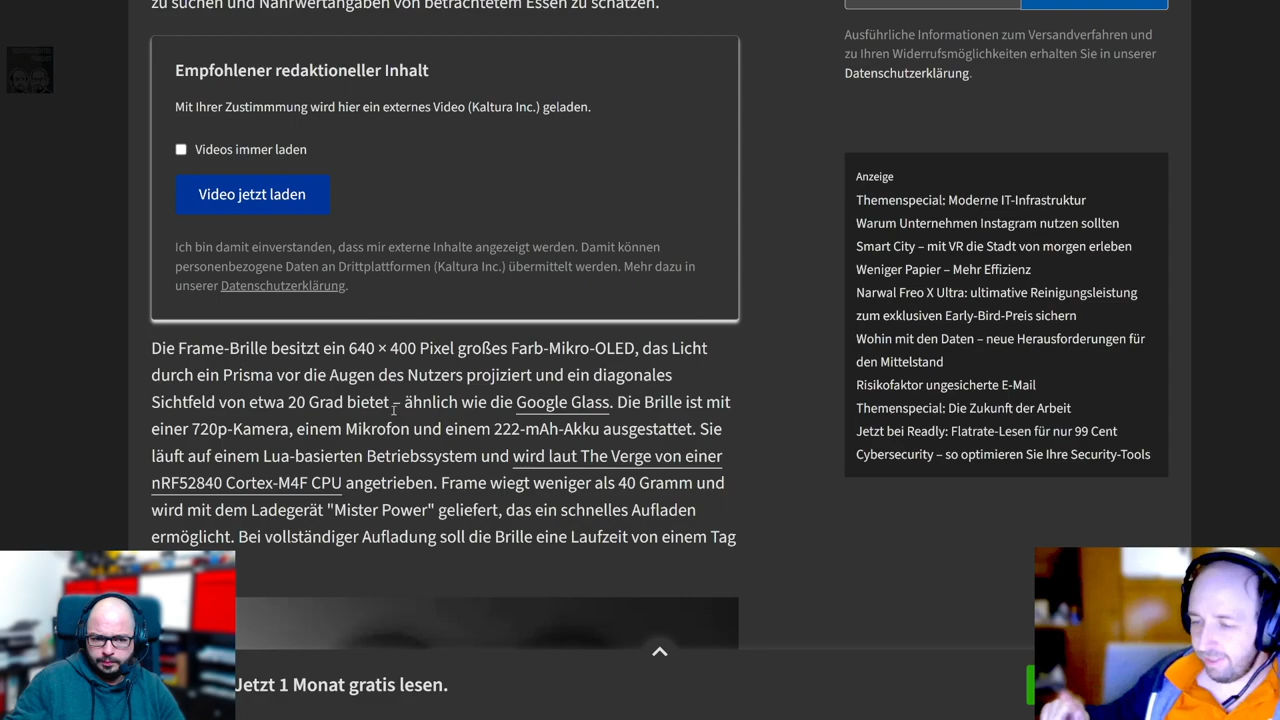 zu suchen und Nährwertangaben von betrachtetem Essen zu schätzen.
Empfohlener redaktioneller Inhalt
Mit Ihrer Zustimmmung wird hier ein externes Video (Kaltura Inc.) geladen.
Videos immer laden
Video jetzt laden
Ich bin damit einverstanden, dass mir externe Inhalte angezeigt werden. Damit können
personenbezogene Daten an Drittplattformen (Kaltura Inc.) übermittelt werden. Mehr dazu in
unserer Datenschutzerklärung.
Die Frame-Brille besitzt ein 640 × 400 Pixel großes Farb-Mikro-OLED, das Licht
durch ein Prisma vor die Augen des Nutzers projiziert und ein diagonales
Sichtfeld von etwa 20 Grad bietet – ähnlich wie die Google Glass. Die Brille ist mit
einer 720p-Kamera, einem Mikrofon und einem 222-mAh-Akku ausgestattet. Sie
läuft auf einem Lua-basierten Betriebssystem und wird laut The Verge von einer
nRF52840 Cortex-M4F CPU angetrieben. Frame wiegt weniger als 40 Gramm und
wird mit dem Ladegerät "Mister Power" geliefert, das ein schnelles Aufladen
ermöglicht. Bei vollständiger Aufladung soll die Brille eine Laufzeit von einem Tag
Jetzt 1 Monat gratis lesen.
Ausführliche Informationen zum Versandverfahren und
zu Ihren Widerrufsmöglichkeiten erhalten Sie in unserer
Datenschutzerklärung.
Anzeige
Themenspecial: Moderne IT-Infrastruktur
Warum Unternehmen Instagram nutzen sollten
Smart City – mit VR die Stadt von morgen erleben
Weniger Papier – Mehr Effizienz
Narwal Freo X Ultra: ultimative Reinigungsleistung
zum exklusiven Early-Bird-Preis sichern
Wohin mit den Daten – neue Herausforderungen für
den Mittelstand
Risikofaktor ungesicherte E-Mail
Themenspecial: Die Zukunft der Arbeit
Jetzt bei Readly: Flatrate-Lesen für nur 99 Cent
Cybersecurity – so optimieren Sie Ihre Security-Tools